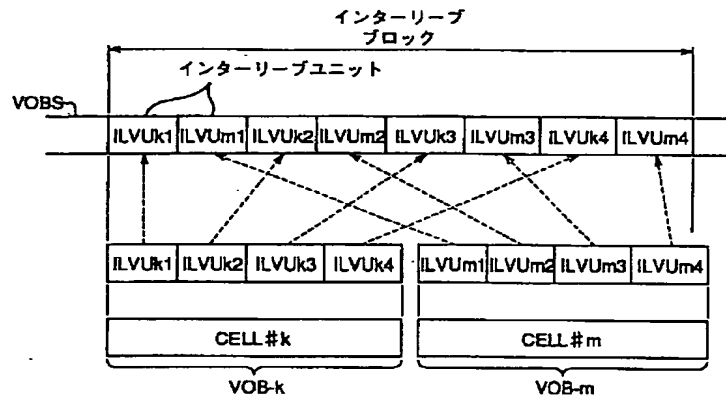 インターリーブ
ブロック
インターリーブユニット
VOBS
ILVUk1 ILVUm1 ILVUk2 ILVUm2 ILVUk3 ILVUm3 ILVUk4 ILVUm4
ILVUk1 ILVUk2 ILVUk3 ILVUk4 ILVUm1 ILVUm2 ILVUm3 ILVUm4
CELL#k CELL#m
VOB-k VOB-m